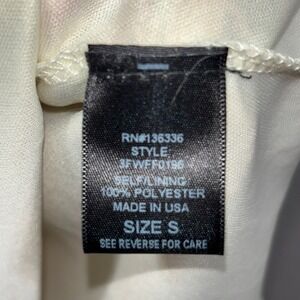 RN#136336
STYLE
3FWFF0196
SELF/LINING
100% POLYESTER
MADE IN USA
SIZE S
SEE REVERSE FOR CARE